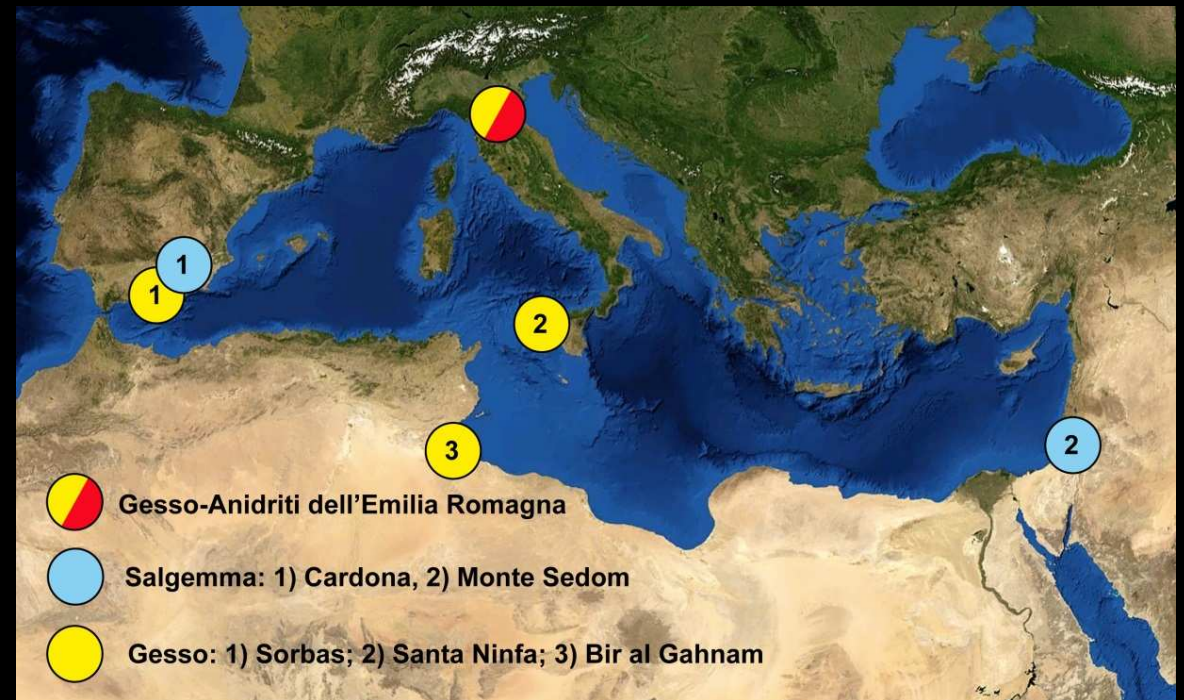 1
1
2
3
2
Gesso-Anidriti dell’Emilia Romagna
Salgemma: 1) Cardona, 2) Monte Sedom
Gesso: 1) Sorbas; 2) Santa Ninfa; 3) Bir al Gahnam